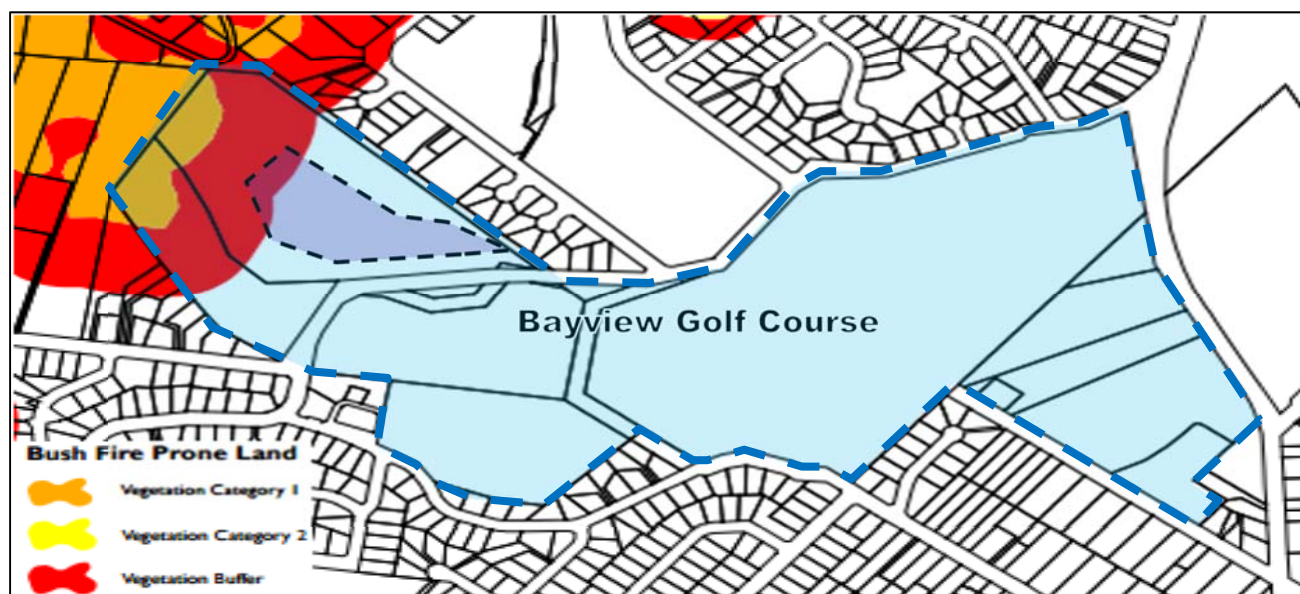 Bayview Golf Course
Bush Fire Prone Land
Vegetation Category 1
Vegetation Category 2
Vegetation Buffer